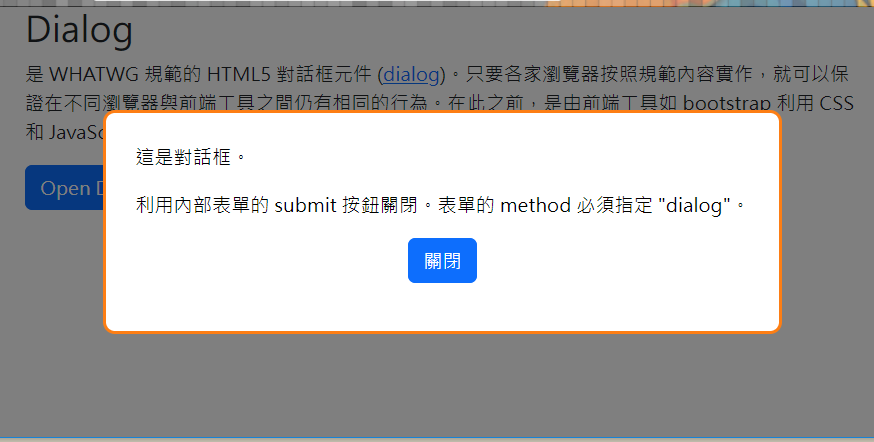 Dialog
是 WHATWG 規範的 HTML5 對話框元件 (dialog)。只要各家瀏覽器按照規範內容實作，就可以保
證在不同瀏覽器與前端工具之間仍有相同的行為。在此之前，是由前端工具如 bootstrap 利用 CSS
和
Open
這是對話框。
利用內部表單的 submit 按鈕關閉。表單的 method 必須指定 "dialog"。
關閉